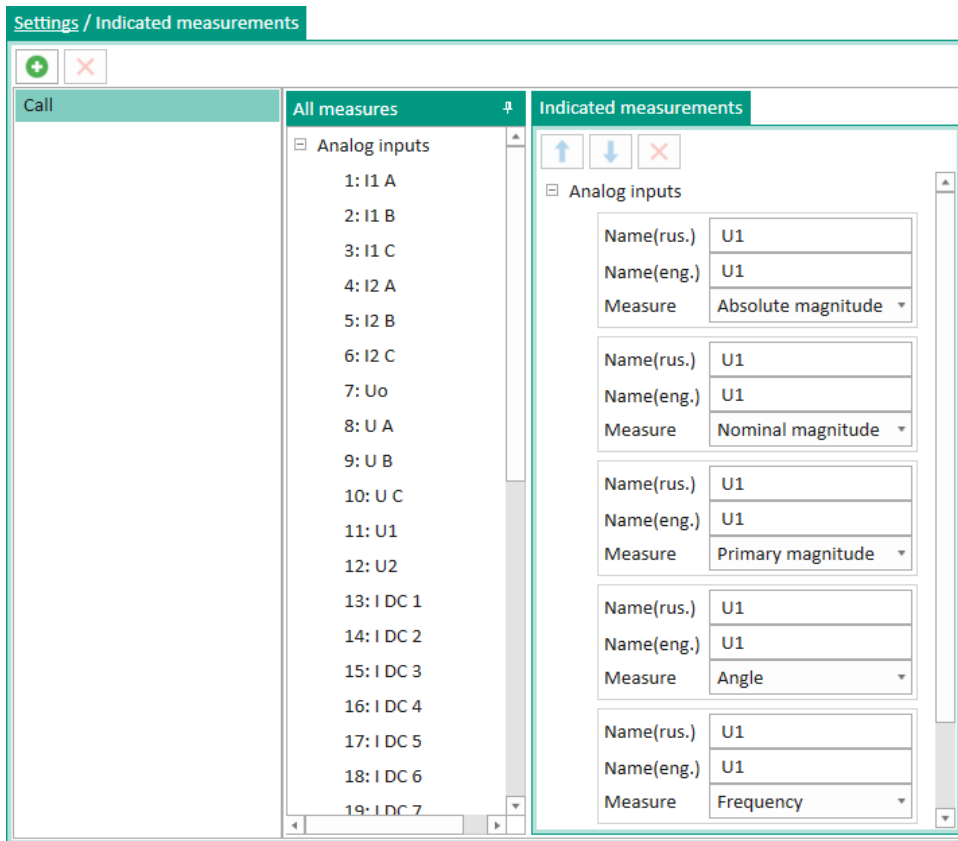 Settings / Indicated measurements
Call
All measures
Analog inputs
1: I1 A
2: I1 B
3: I1 C
4: I2 A
5: I2 B
6: I2 C
7: Uo
8: U A
9: U B
10: U C
11: U1
12: U2
13: I DC 1
14: I DC 2
15: I DC 3
16: I DC 4
17: I DC 5
18: I DC 6
19: I DC 7
Indicated measurements
Analog inputs
Name(rus.) U1
Name(eng.) U1
Measure Absolute magnitude
Name(rus.) U1
Name(eng.) U1
Measure Nominal magnitude
Name(rus.) U1
Name(eng.) U1
Measure Primary magnitude
Name(rus.) U1
Name(eng.) U1
Measure Angle
Name(rus.) U1
Name(eng.) U1
Measure Frequency